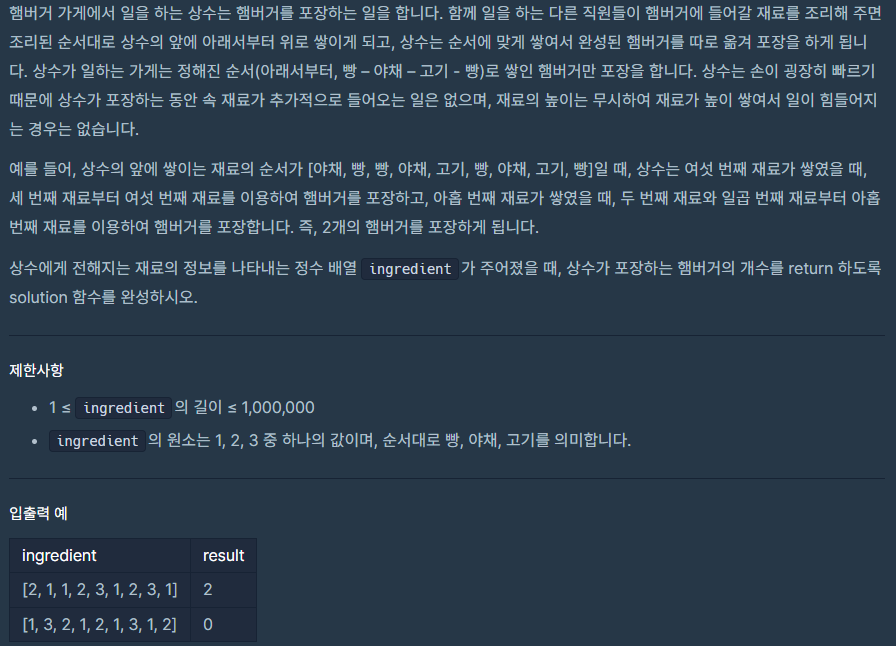 햄버거 가게에서 일을 하는 상수는 햄버거를 포장하는 일을 합니다. 함께 일을 하는 다른 직원들이 햄버거에 들어갈 재료를 조리해 주면
조리된 순서대로 상수의 앞에 아래서부터 위로 쌓이게 되고, 상수는 순서에 맞게 쌓여서 완성된 햄버거를 따로 옮겨 포장을 하게 됩니
다. 상수가 일하는 가게는 정해진 순서(아래서부터, 빵 – 야채 – 고기 - 빵)로 쌓인 햄버거만 포장을 합니다. 상수는 손이 굉장히 빠르기
때문에 상수가 포장하는 동안 속 재료가 추가적으로 들어오는 일은 없으며, 재료의 높이는 무시하여 재료가 높이 쌓여서 일이 힘들어지
는 경우는 없습니다.
예를 들어, 상수의 앞에 쌓이는 재료의 순서가 [야채, 빵, 빵, 야채, 고기, 빵, 야채, 고기, 빵]일 때, 상수는 여섯 번째 재료가 쌓였을 때,
세 번째 재료부터 여섯 번째 재료를 이용하여 햄버거를 포장하고, 아홉 번째 재료가 쌓였을 때, 두 번째 재료와 일곱 번째 재료부터 아홉
번째 재료를 이용하여 햄버거를 포장합니다. 즉, 2개의 햄버거를 포장하게 됩니다.
상수에게 전해지는 재료의 정보를 나타내는 정수 배열 ingredient 가 주어졌을 때, 상수가 포장하는 햄버거의 개수를 return 하도록
solution 함수를 완성하시오.
제한사항
• 1 ≤ ingredient 의 길이 ≤ 1,000,000
• ingredient 의 원소는 1, 2, 3 중 하나의 값이며, 순서대로 빵, 야채, 고기를 의미합니다.
입출력 예
ingredient result
[2, 1, 1, 2, 3, 1, 2, 3, 1] 2
[1, 3, 2, 1, 2, 1, 3, 1, 2] 0